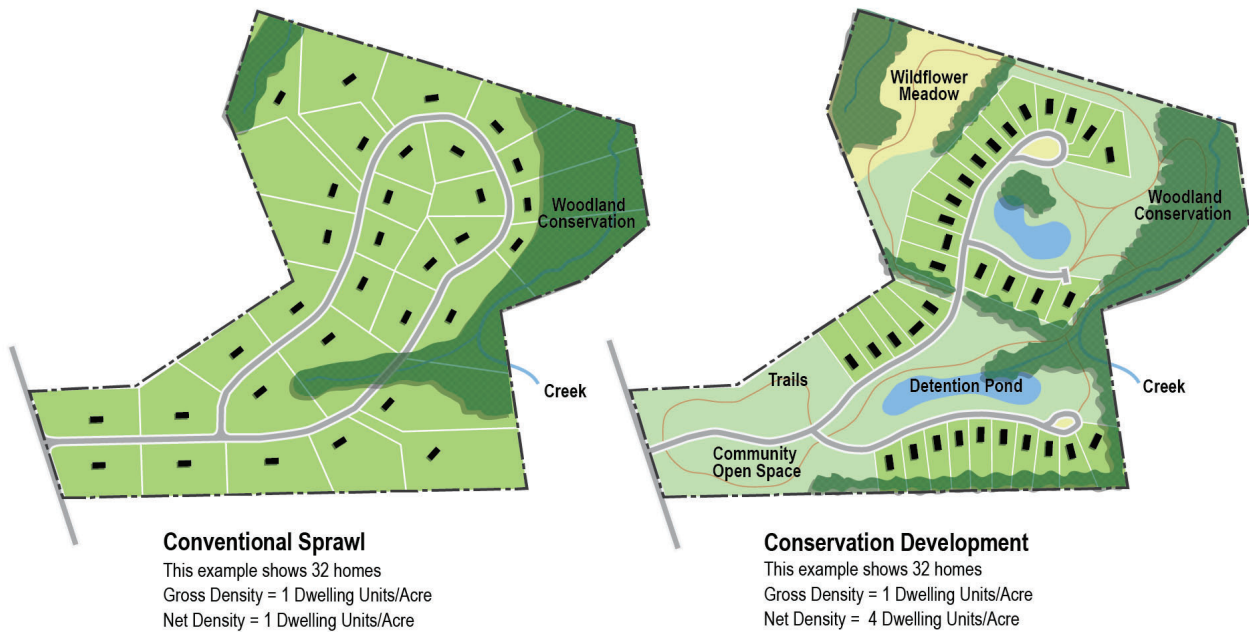 Woodland
Conservation
Creek
Conventional Sprawl
This example shows 32 homes
Gross Density = 1 Dwelling Units/Acre
Net Density = 1 Dwelling Units/Acre
Wildflower
Meadow
Woodland
Conservation
Trails
Detention Pond
Creek
Community
Open Space
Conservation Development
This example shows 32 homes
Gross Density = 1 Dwelling Units/Acre
Net Density = 4 Dwelling Units/Acre